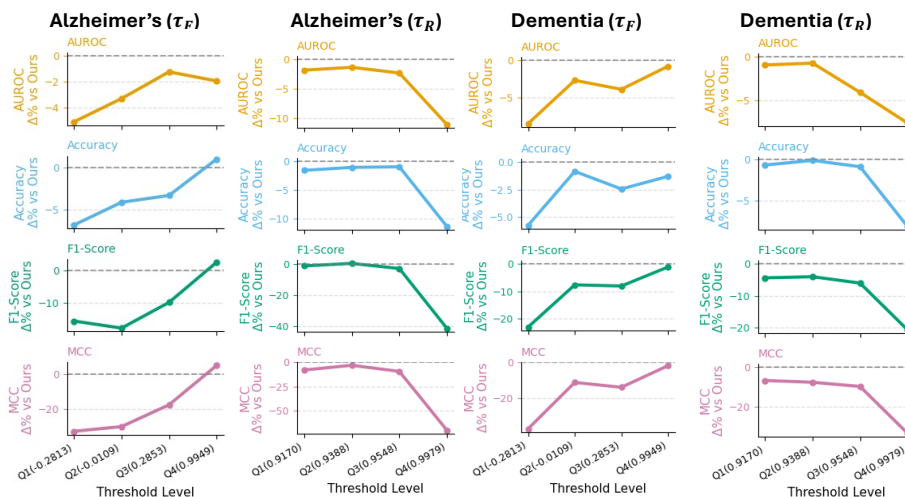 Alzheimer's (τF)
AUROC
AUROC
Δ% vs Ours
0
−2
−4
Accuracy
Accuracy
Δ% vs Ours
0
−5
F1-Score
F1-Score
Δ% vs Ours
0
−10
MCC
MCC
Δ% vs Ours
0
−20
Q1(-0.2813)
Q2(-0.0109)
Q3(0.2853)
Q4(0.9949)
Threshold Level
Alzheimer's (τR)
AUROC
AUROC
Δ% vs Ours
0
−5
−10
Accuracy
Accuracy
Δ% vs Ours
0
−5
−10
F1-Score
F1-Score
Δ% vs Ours
0
−20
−40
MCC
MCC
Δ% vs Ours
0
−25
−50
Q1(0.9170)
Q2(0.9388)
Q3(0.9548)
Q4(0.9979)
Threshold Level
Dementia (τF)
AUROC
AUROC
Δ% vs Ours
0
−5
Accuracy
Accuracy
Δ% vs Ours
0.0
−2.5
−5.0
F1-Score
F1-Score
Δ% vs Ours
0
−10
−20
MCC
MCC
Δ% vs Ours
0
−20
Q1(-0.2813)
Q2(-0.0109)
Q3(0.2853)
Q4(0.9949)
Threshold Level
Dementia (τR)
AUROC
AUROC
Δ% vs Ours
0
−5
Accuracy
Accuracy
Δ% vs Ours
0
−5
F1-Score
F1-Score
Δ% vs Ours
0
−10
−20
MCC
MCC
Δ% vs Ours
0
−20
Q1(0.9170)
Q2(0.9388)
Q3(0.9548)
Q4(0.9979)
Threshold Level